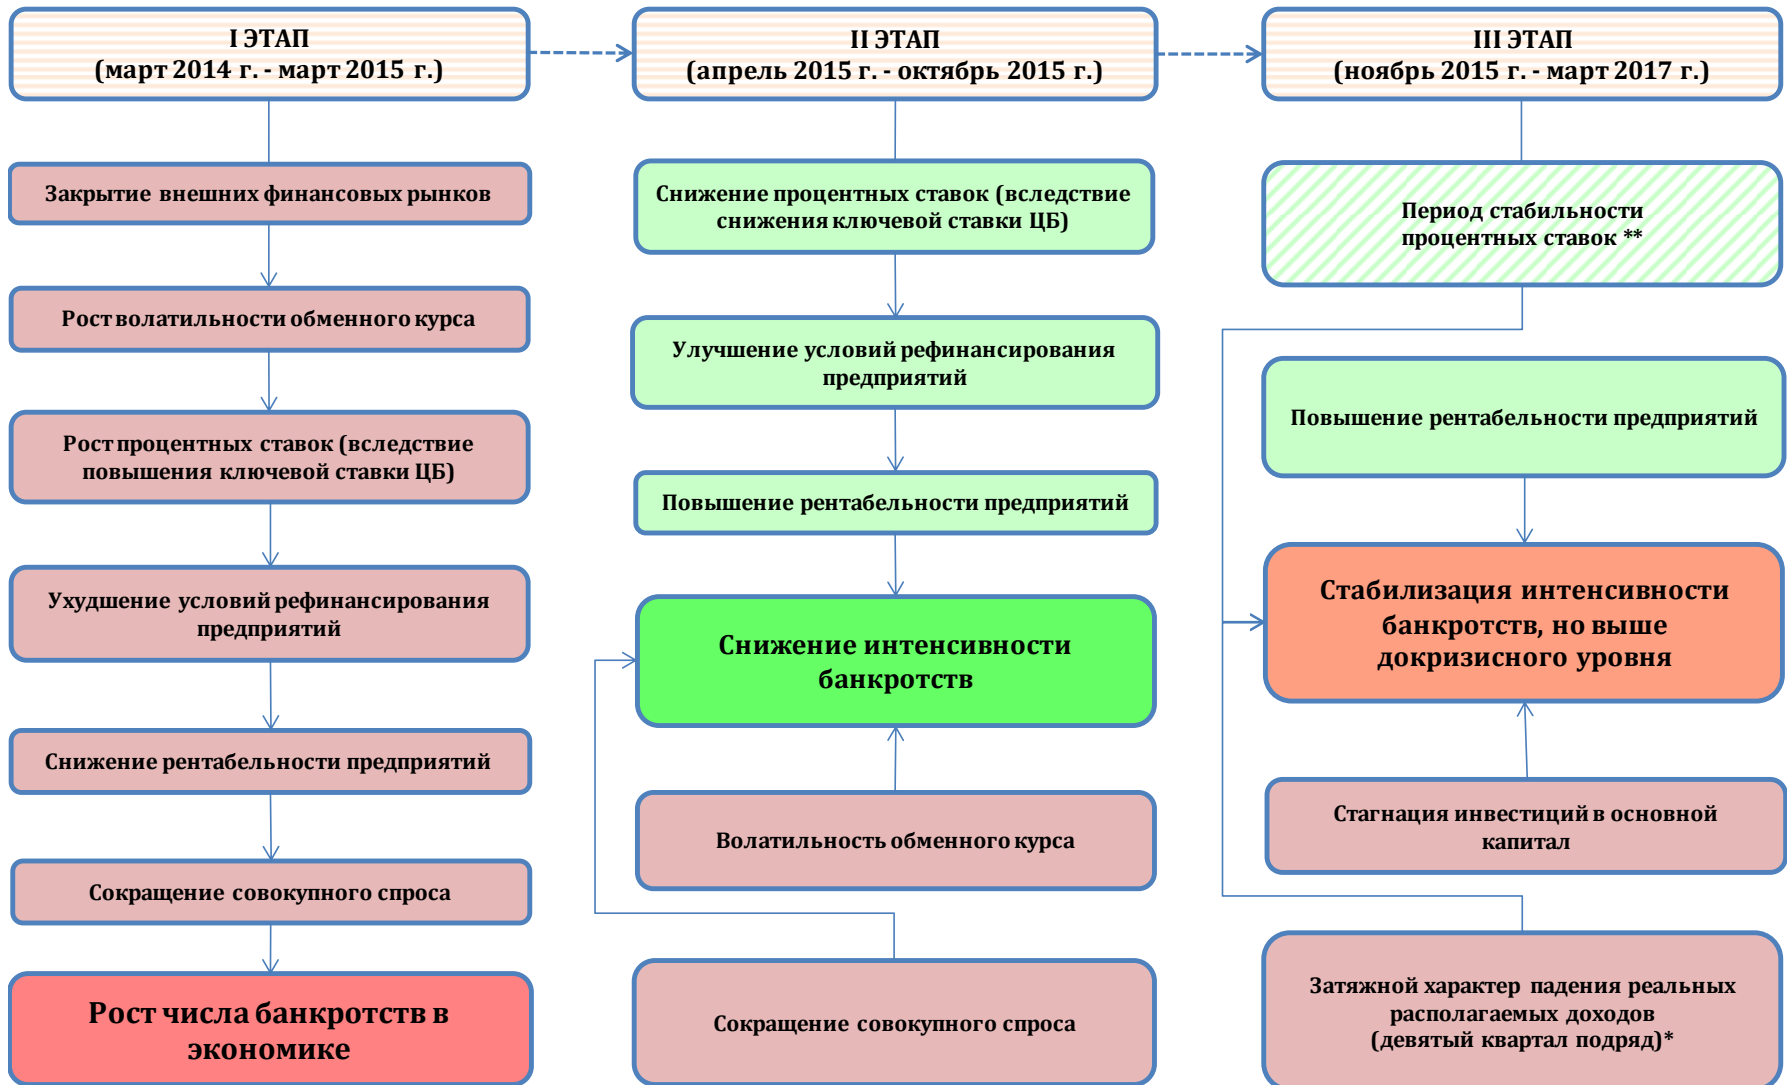 I ЭТАП
(март 2014 г. - март 2015 г.)
Закрытие внешних финансовых рынков
Рост волатильности обменного курса
Рост процентных ставок (вследствие
повышения ключевой ставки ЦБ)
Ухудшение условий рефинансирования
предприятий
Снижение рентабельности предприятий
Сокращение совокупного спроса
Рост числа банкротств в
экономике
II ЭТАП
(апрель 2015 г. - октябрь 2015 г.)
Снижение процентных ставок (вследствие
снижения ключевой ставки ЦБ)
Улучшение условий рефинансирования
предприятий
Повышение рентабельности предприятий
Снижение интенсивности
банкротств
Волатильность обменного курса
Сокращение совокупного спроса
III ЭТАП
(ноябрь 2015 г. - март 2017 г.)
Период стабильности
процентных ставок **
Повышение рентабельности предприятий
Стабилизация интенсивности
банкротств, но выше
докризисного уровня
Стагнация инвестиций в основной
капитал
Затяжной характер падения реальных
располагаемых доходов
(девятый квартал подряд)*